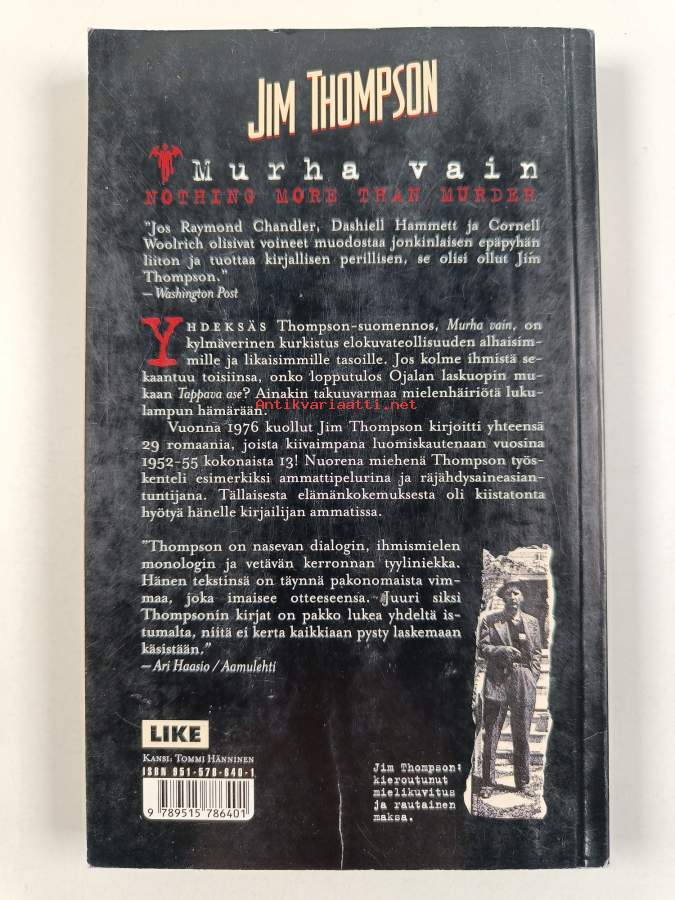 JIM THOMPSON
Murha vain
NOTHING MORE THAN MURDER
"Jos Raymond Chandler, Dashiell Hammett ja Cornell
Woolrich olisivat voineet muodostaa jonkinlaisen epäpyhän
liiton ja tuottaa kirjallisen perillisen, se olisi ollut Jim
Thompson."
– Washington Post
YHDEKSÄS Thompson-suomennos, Murha vain, on
kylmäverinen kurkistus elokuvateollisuuden alhaisim-
mille ja likaisimmille tasoille. Jos kolme ihmistä se-
kaantuu toisiinsa, onko lopputulos Ojalan laskuopin mu-
kaan Tappava ase? Ainakin takuuvarmaa mielenhäiriötä luku-
lampun hämärään.
Antikvariaatti.net
Vuonna 1976 kuollut Jim Thompson kirjoitti yhteensä
29 romaania, joista kiivaimpana luomiskautenaan vuosina
1952-55 kokonaista 13! Nuorena miehenä Thompson työs-
kenteli esimerkiksi ammattipelurina ja räjähdysaineasian-
tuntijana. Tällaisesta elämänkokemuksesta oli kiistatonta
hyötyä hänelle kirjailijan ammatissa.
"Thompson on nasevan dialogin, ihmismielen
monologin ja vetävän kerronnan tyyliniekka.
Hänen tekstinsä on täynnä pakonomaista vim-
maa, joka imaisee otteeseensa. Juuri siksi
Thompsonin kirjat on pakko lukea yhdeltä is-
tumalta, niitä ei kerta kaikkiaan pysty laskemaan
käsistään."
– Ari Haasio / Aamulehti
LIKE
KANSI: TOMMI HÄNNINEN
ISBN 951-578-640-1
9 789515 786401
Jim Thompson:
kieroutunut
mielikuvitus
ja rautainen
maksa.